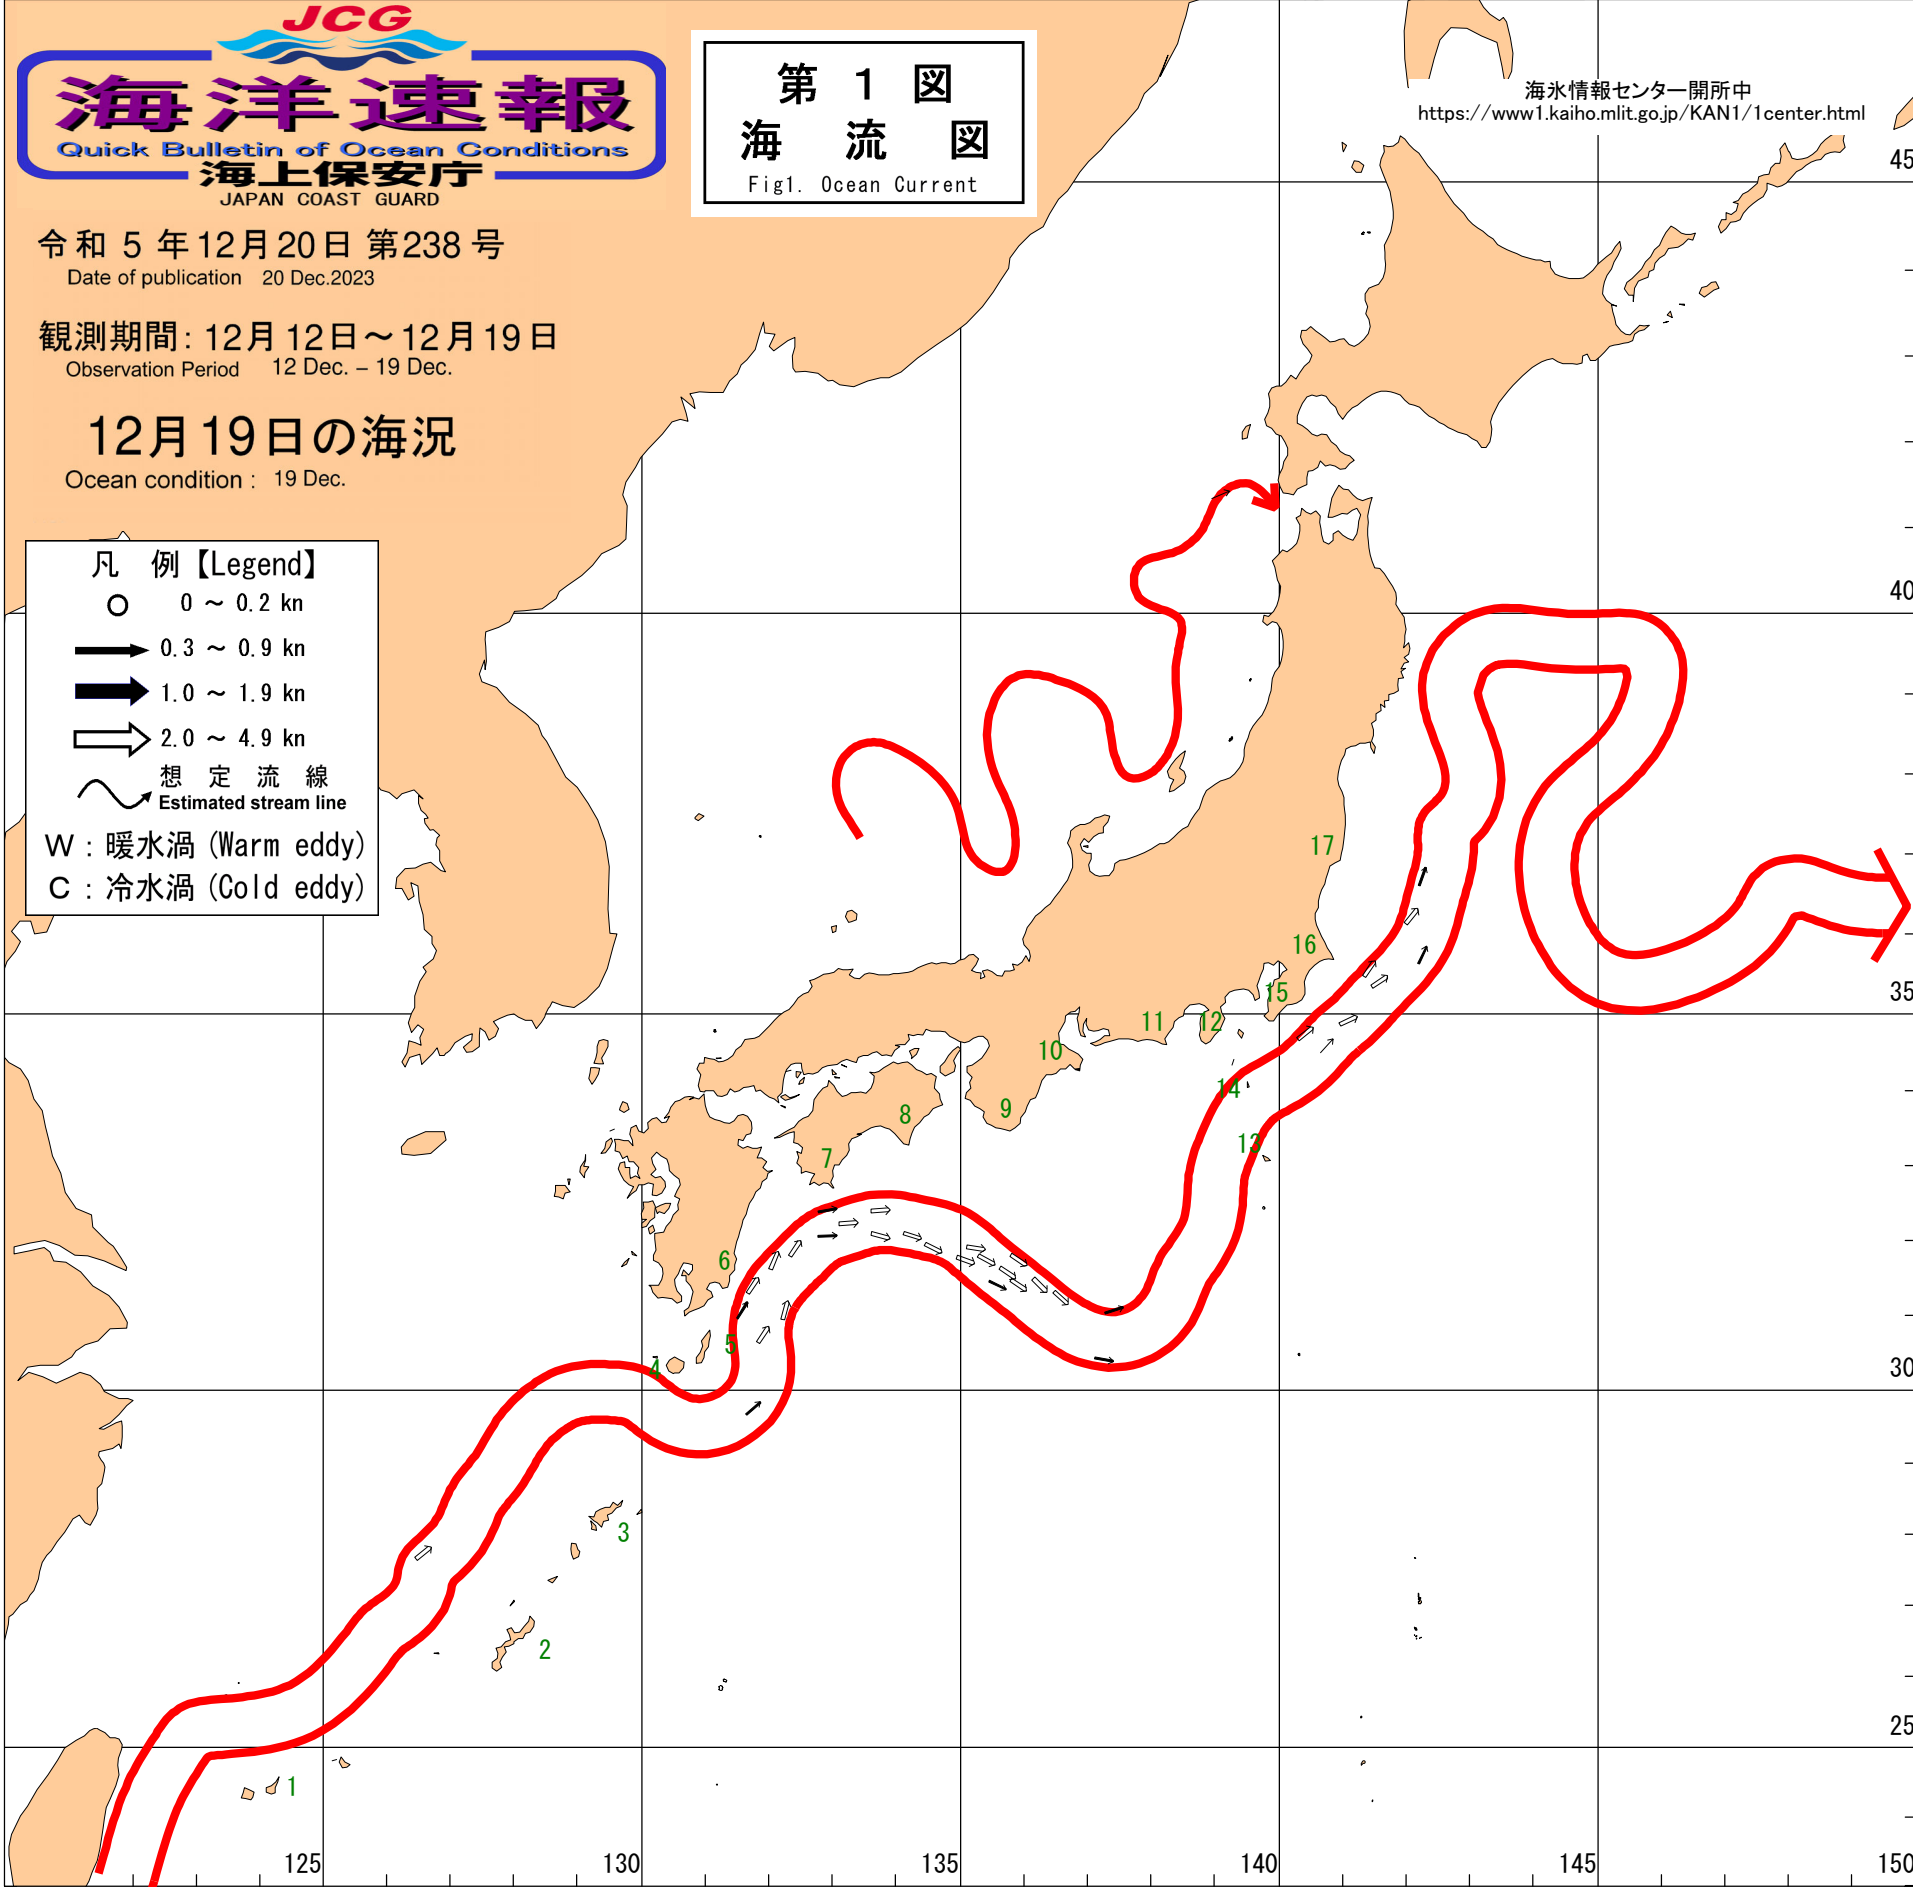 JCG
海洋速報
Quick Bulletin of Ocean Conditions
海上保安庁
JAPAN COAST GUARD
令和 5 年12月20日 第238 号
Date of publication 20 Dec.2023
観測期間: 12月12日～12月19日
Observation Period 12 Dec. – 19 Dec.
12月19日の海況
Ocean condition : 19 Dec.
第 1 図
海 流 図
Fig1. Ocean Current
海氷情報センター開所中
https://www1.kaiho.mlit.go.jp/KAN1/1center.html
凡 例【Legend】
0 ～ 0.2 kn
0.3 ～ 0.9 kn
1.0 ～ 1.9 kn
2.0 ～ 4.9 kn
想 定 流 線
Estimated stream line
W : 暖水渦 (Warm eddy)
C : 冷水渦 (Cold eddy)
45
40
17
16
35
15
11
12
10
14
9
8
13
7
6
5
4
30
3
2
25
1
125
130
135
140
145
150